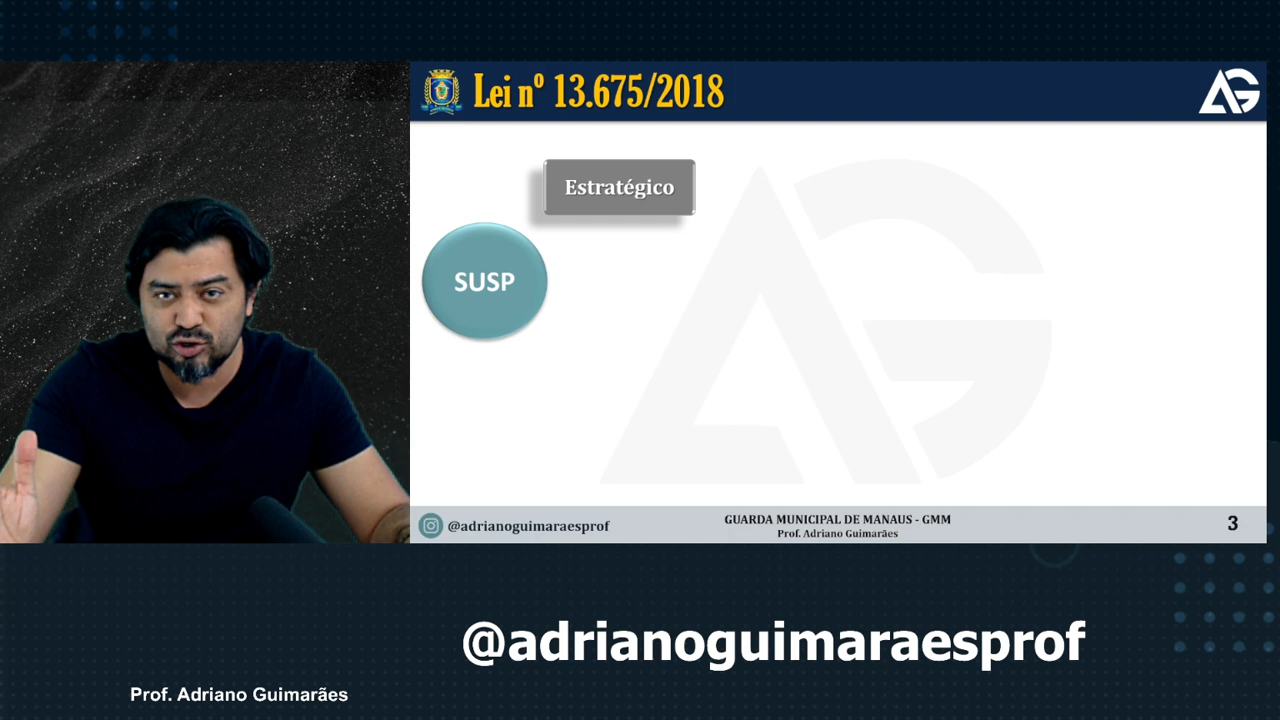 Lei nº 13.675/2018
AG
Estratégico
SUSP
@adrianoguimaraesprof
GUARDA MUNICIPAL DE MANAUS - GMM
Prof. Adriano Guimarães
3
@adrianoguimaraesprof
Prof. Adriano Guimarães